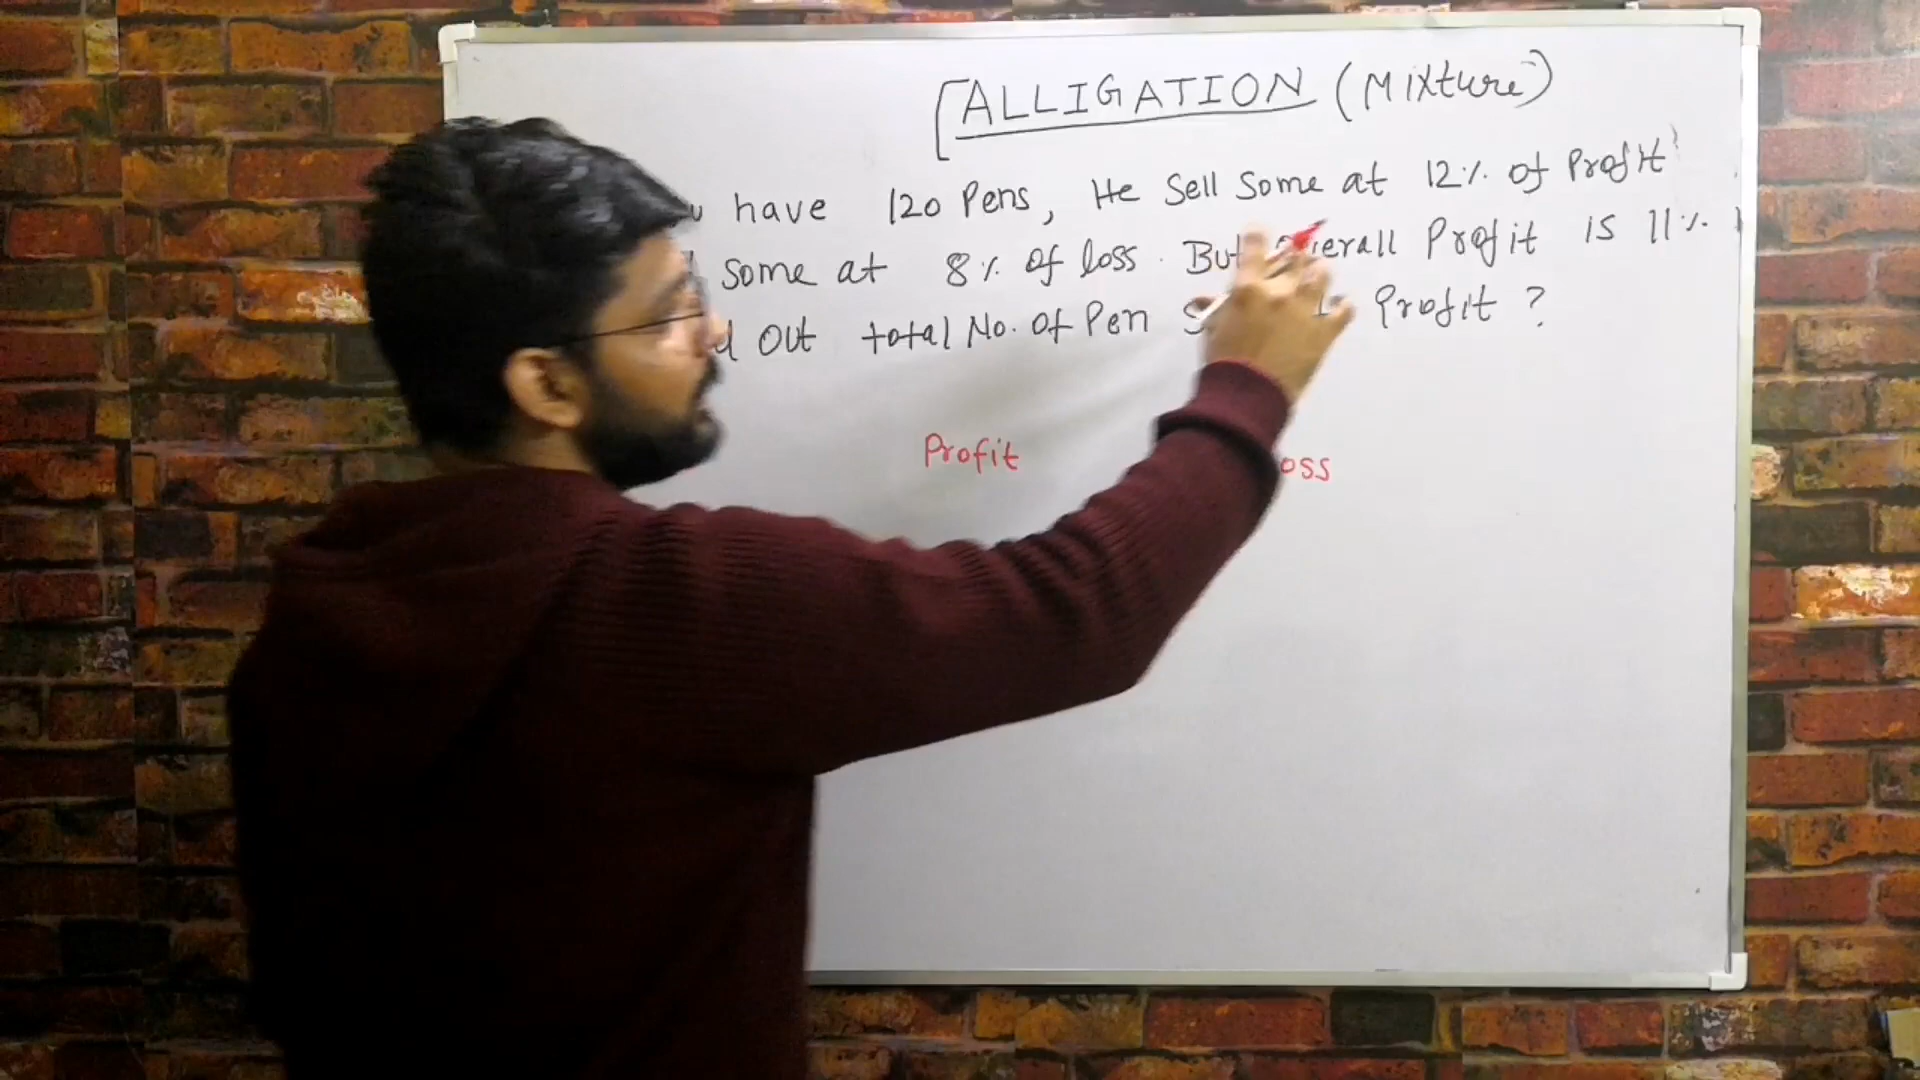 ALLIGATION (Mixture)
have 120 Pens, He Sell Some at 12% of Profit
some at 8% of loss. But overall Profit is 11%
Out total No. of Pen Profit ?
Profit